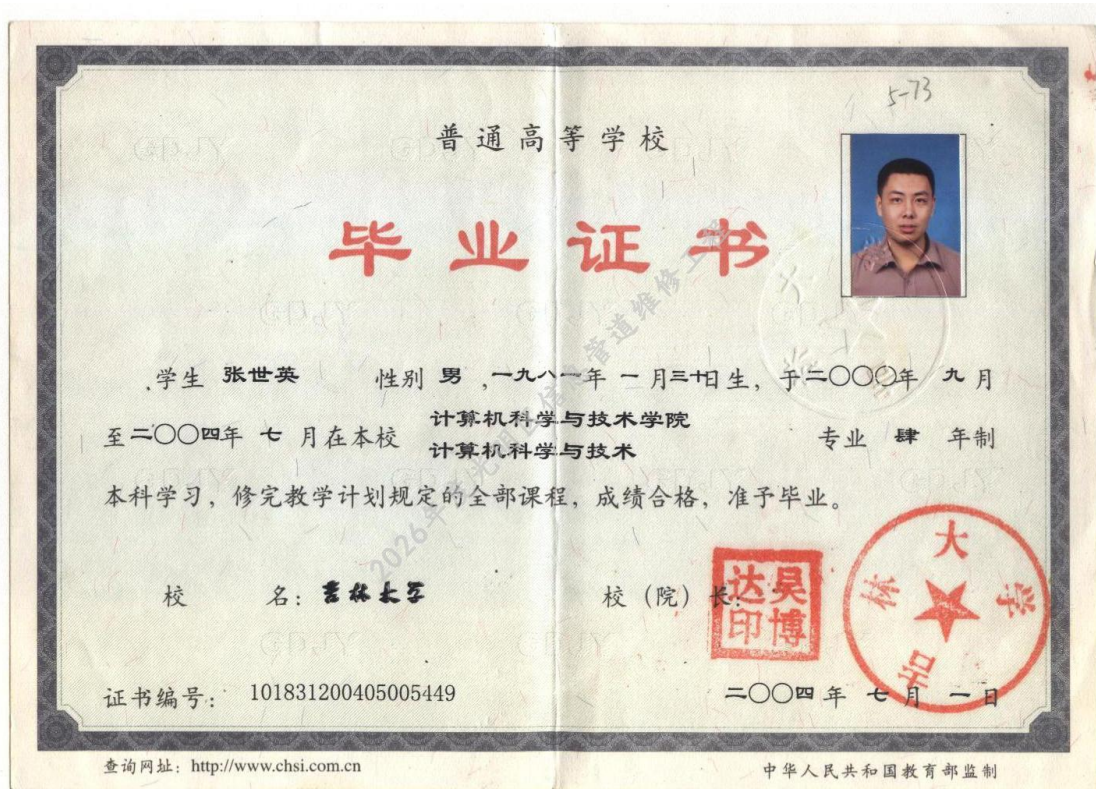 5-73
普通高等学校
毕业证书
学生 张世英 性别 男 ,一九八一年 一 月三十日生，于二〇〇〇年 九 月
至二〇〇四年 七 月在本校 计算机科学与技术学院
计算机科学与技术 专业 肆 年制
本科学习，修完教学计划规定的全部课程，成绩合格，准予毕业。
校 名：吉林大学 校（院）长：
吴博达印
吉林大学
证书编号： 101831200405005449 二〇〇四 年 七 月 一 日
查询网址：http://www.chsi.com.cn 中华人民共和国教育部监制